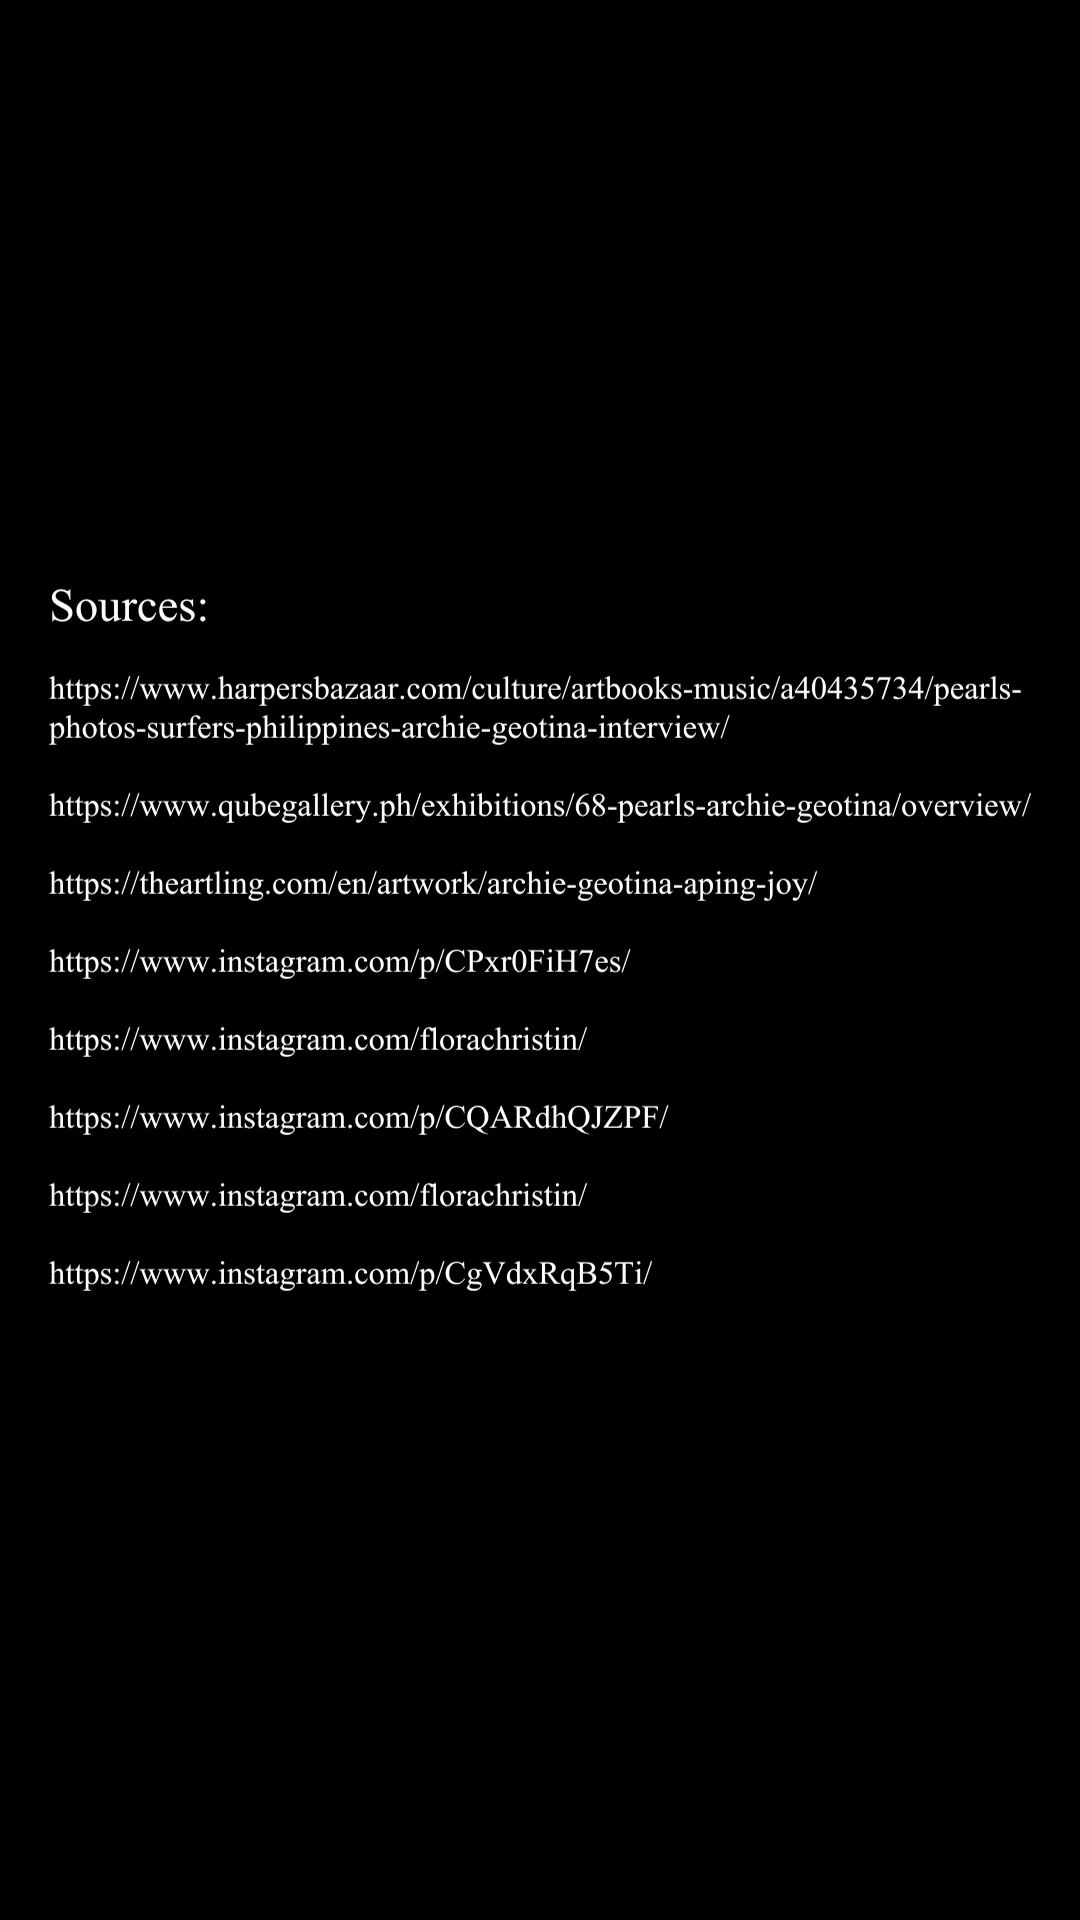 Sources:
https://www.harpersbazaar.com/culture/artbooks-music/a40435734/pearls-
photos-surfers-philippines-archie-geotina-interview/
https://www.qubegallery.ph/exhibitions/68-pearls-archie-geotina/overview/
https://theartling.com/en/artwork/archie-geotina-aping-joy/
https://www.instagram.com/p/CPxr0FiH7es/
https://www.instagram.com/florachristin/
https://www.instagram.com/p/CQARdhQJZPF/
https://www.instagram.com/florachristin/
https://www.instagram.com/p/CgVdxRqB5Ti/